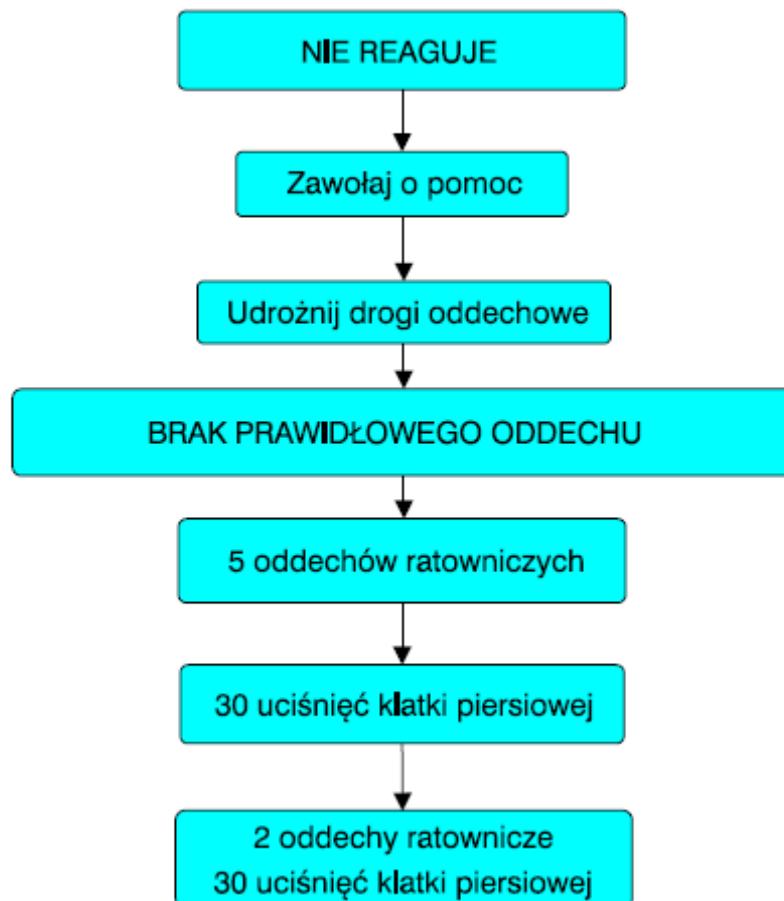 NIE REAGUJE
Zawołaj o pomoc
Udrożnij drogi oddechowe
BRAK PRAWIDŁOWEGO ODDECHU
5 oddechów ratowniczych
30 uciśnięć klatki piersiowej
2 oddechy ratownicze
30 uciśnięć klatki piersiowej